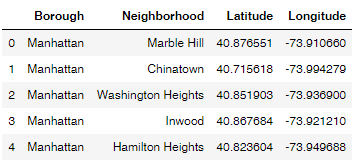 Borough Neighborhood Latitude Longitude
0 Manhattan Marble Hill 40.876551 -73.910660
1 Manhattan Chinatown 40.715618 -73.994279
2 Manhattan Washington Heights 40.851903 -73.936900
3 Manhattan Inwood 40.867684 -73.921210
4 Manhattan Hamilton Heights 40.823604 -73.949688